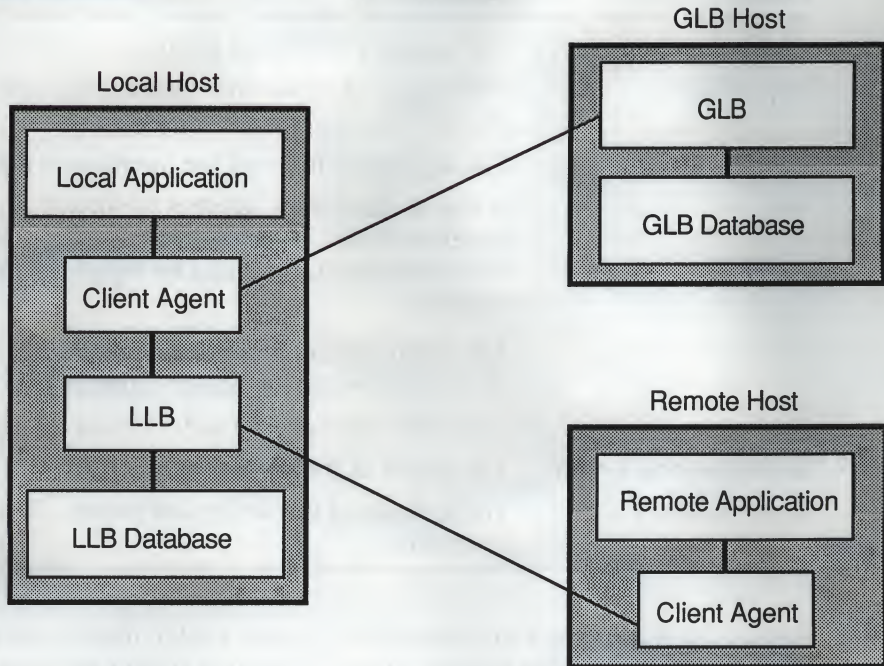 GLB Host
GLB
GLB Database
Local Host
Local Application
Client Agent
LLB
LLB Database
Remote Host
Remote Application
Client Agent